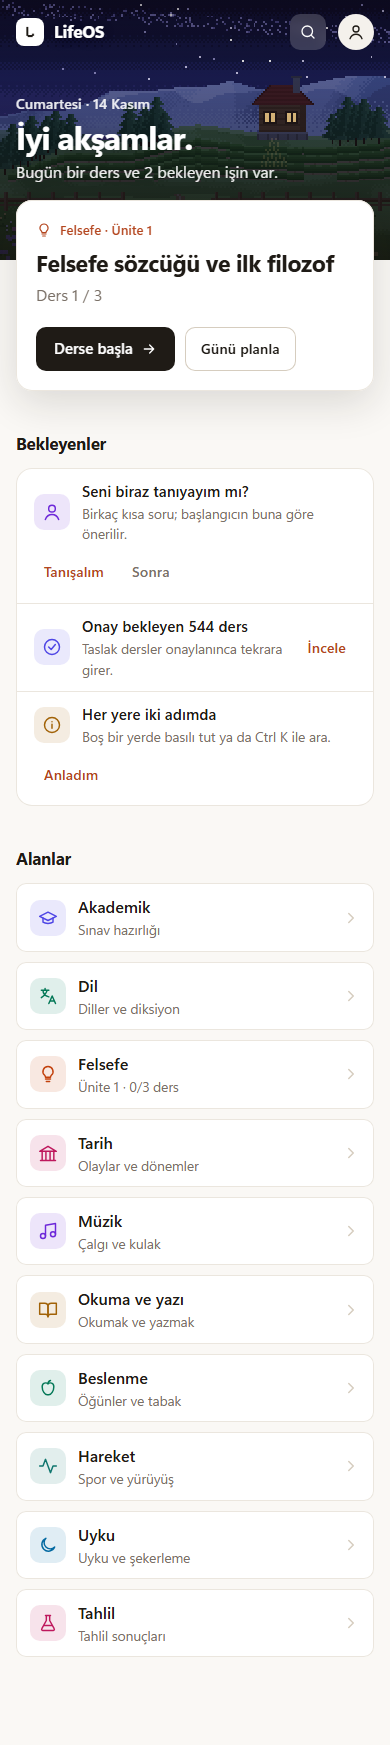 LifeOS
Cumartesi · 14 Kasım
İyi akşamlar.
Bugün bir ders ve 2 bekleyen işin var.
Felsefe · Ünite 1
Felsefe sözcüğü ve ilk filozof
Ders 1 / 3
Derse başla →
Günü planla
Bekleyenler
Seni biraz tanıyayım mı?
Birkaç kısa soru; başlangıcın buna göre
önerilir.
Tanışalım
Sonra
Onay bekleyen 544 ders
Taslak dersler onaylanınca tekrara
girer.
İncele
Her yere iki adımda
Boş bir yerde basılı tut ya da Ctrl K ile ara.
Anladım
Alanlar
Akademik
Sınav hazırlığı
Dil
Diller ve diksiyon
Felsefe
Ünite 1 · 0/3 ders
Tarih
Olaylar ve dönemler
Müzik
Çalgı ve kulak
Okuma ve yazı
Okumak ve yazmak
Beslenme
Öğünler ve tabak
Hareket
Spor ve yürüyüş
Uyku
Uyku ve şekerleme
Tahlil
Tahlil sonuçları